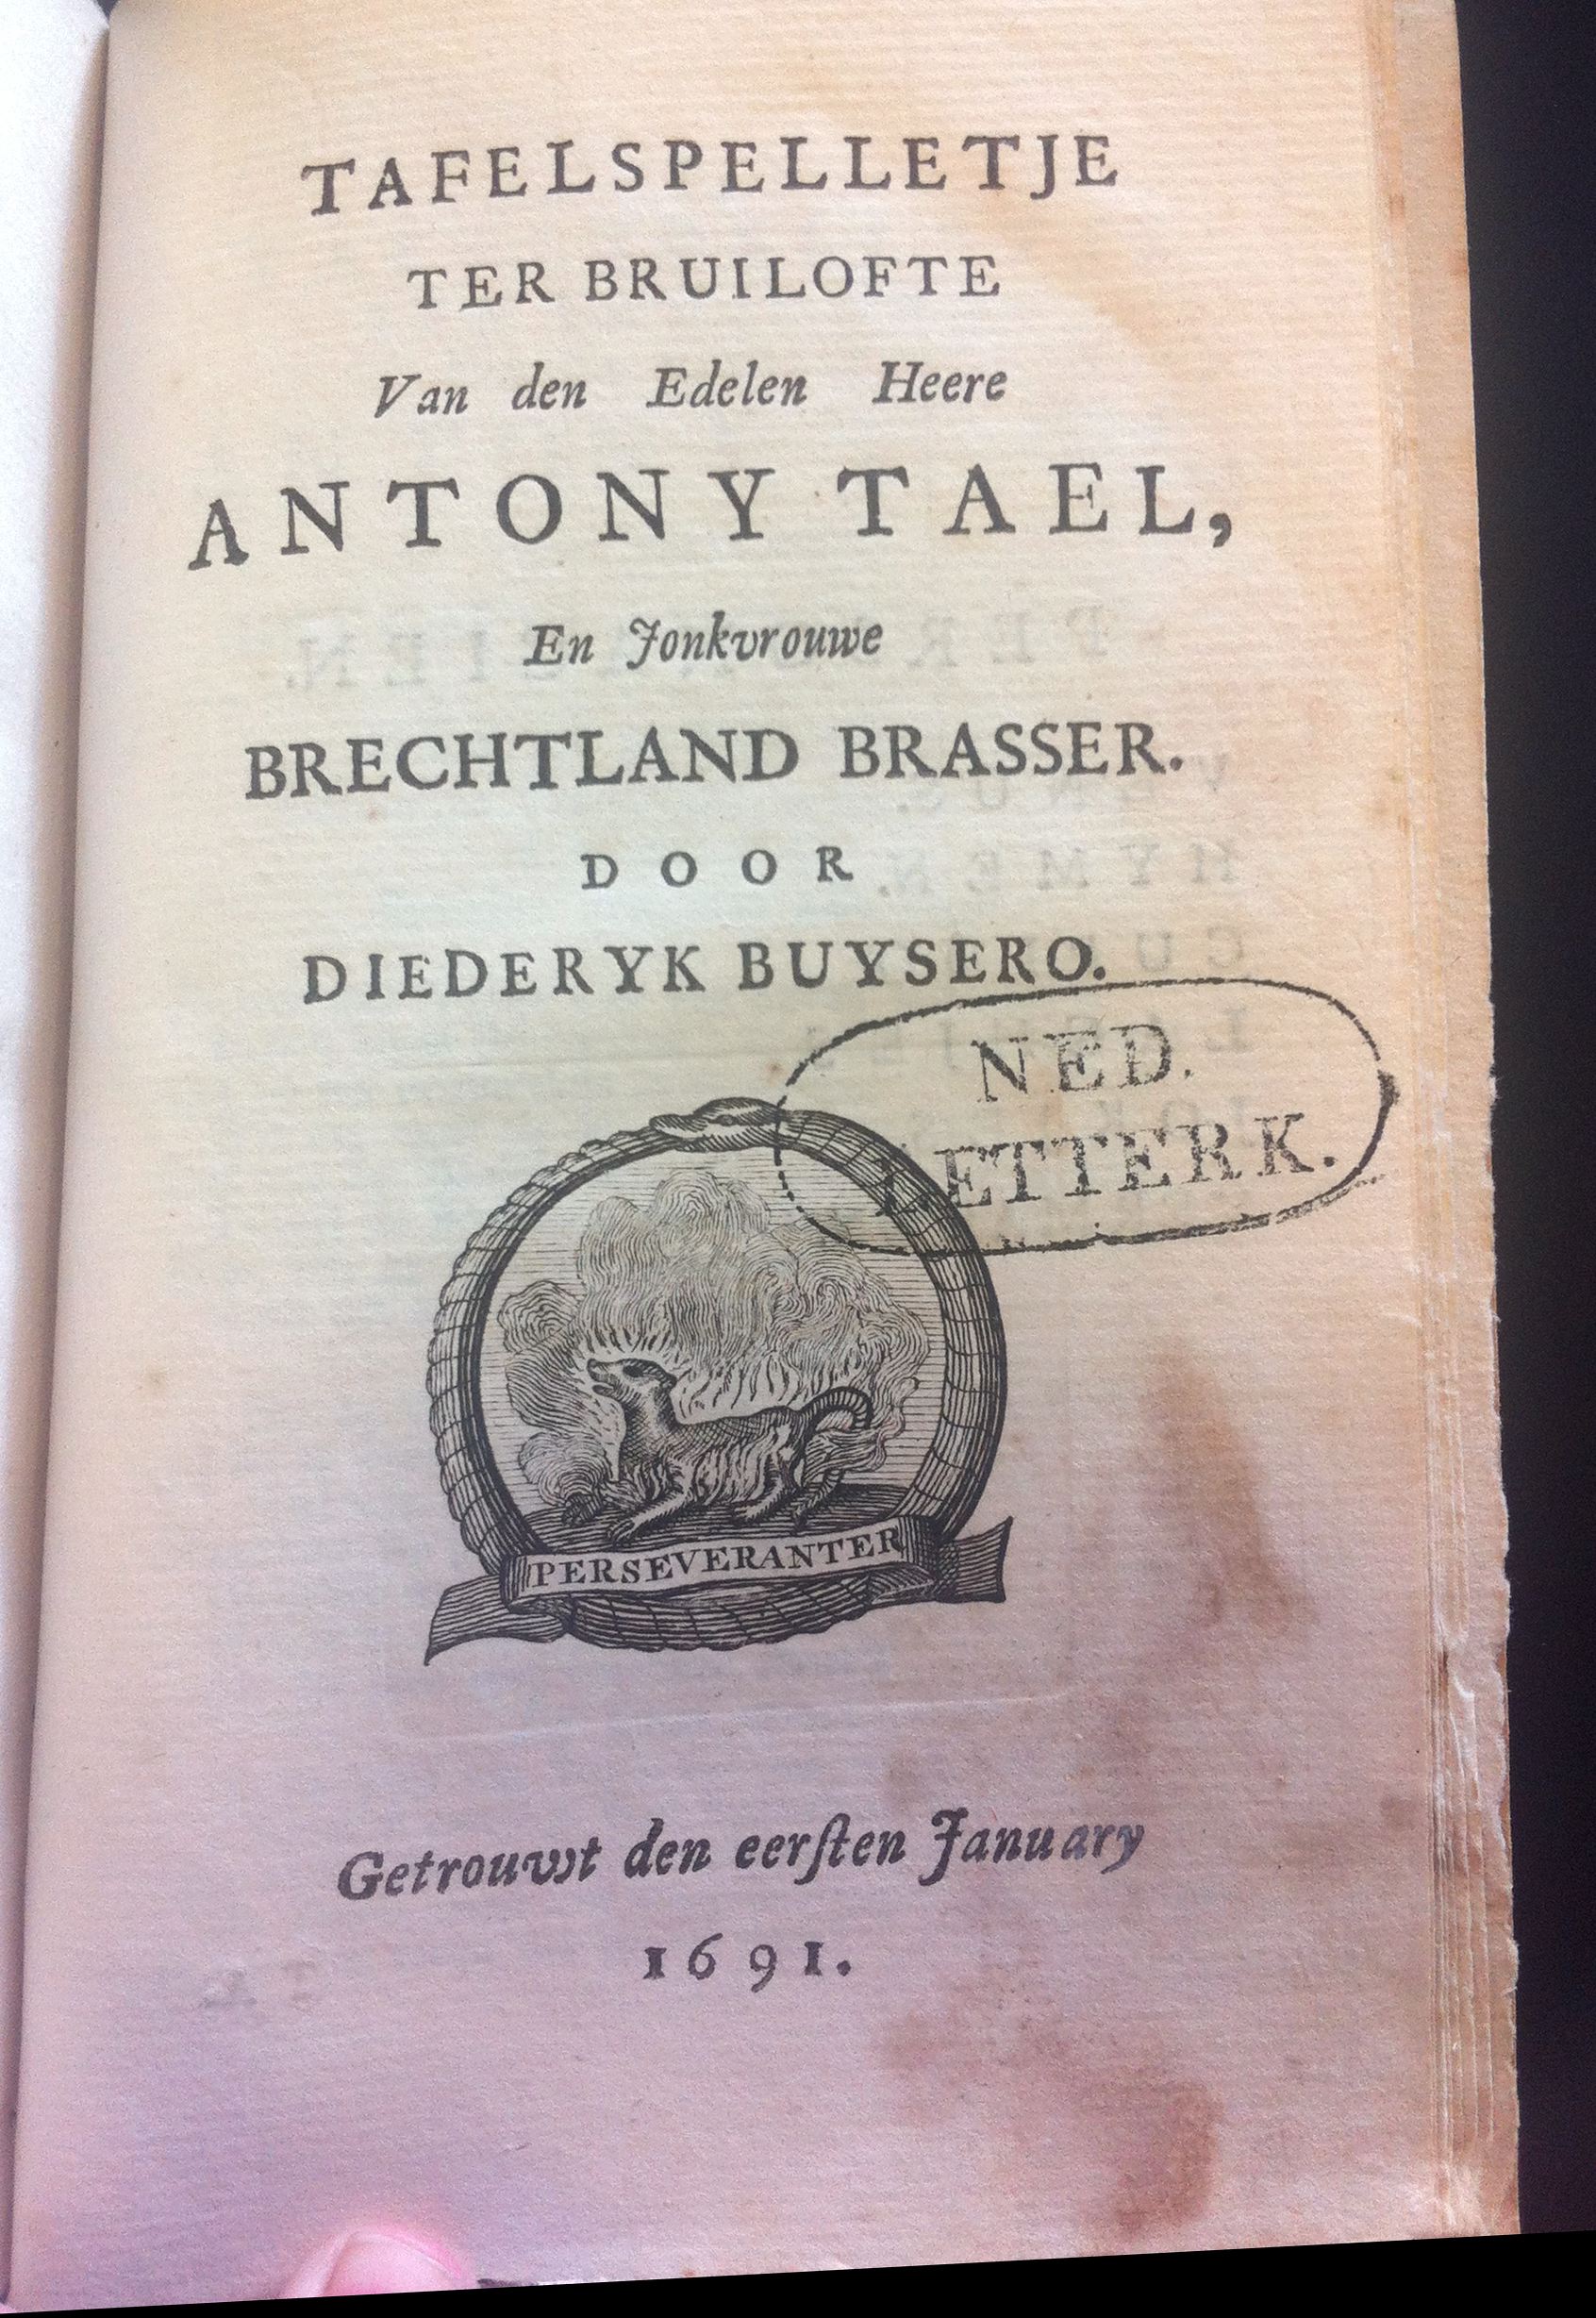 TAFELSPELLETJE
TER BRUILOFTE
Van den Edelen Heere
ANTONY TAEL,
En Jonkvrouwe
BRECHTLAND BRASSER.
DOOR
DIEDERYK BUYSERO.
NED.
LETTERK.
PERSEVERANTER
Getrouwt den eerſten January
1691.